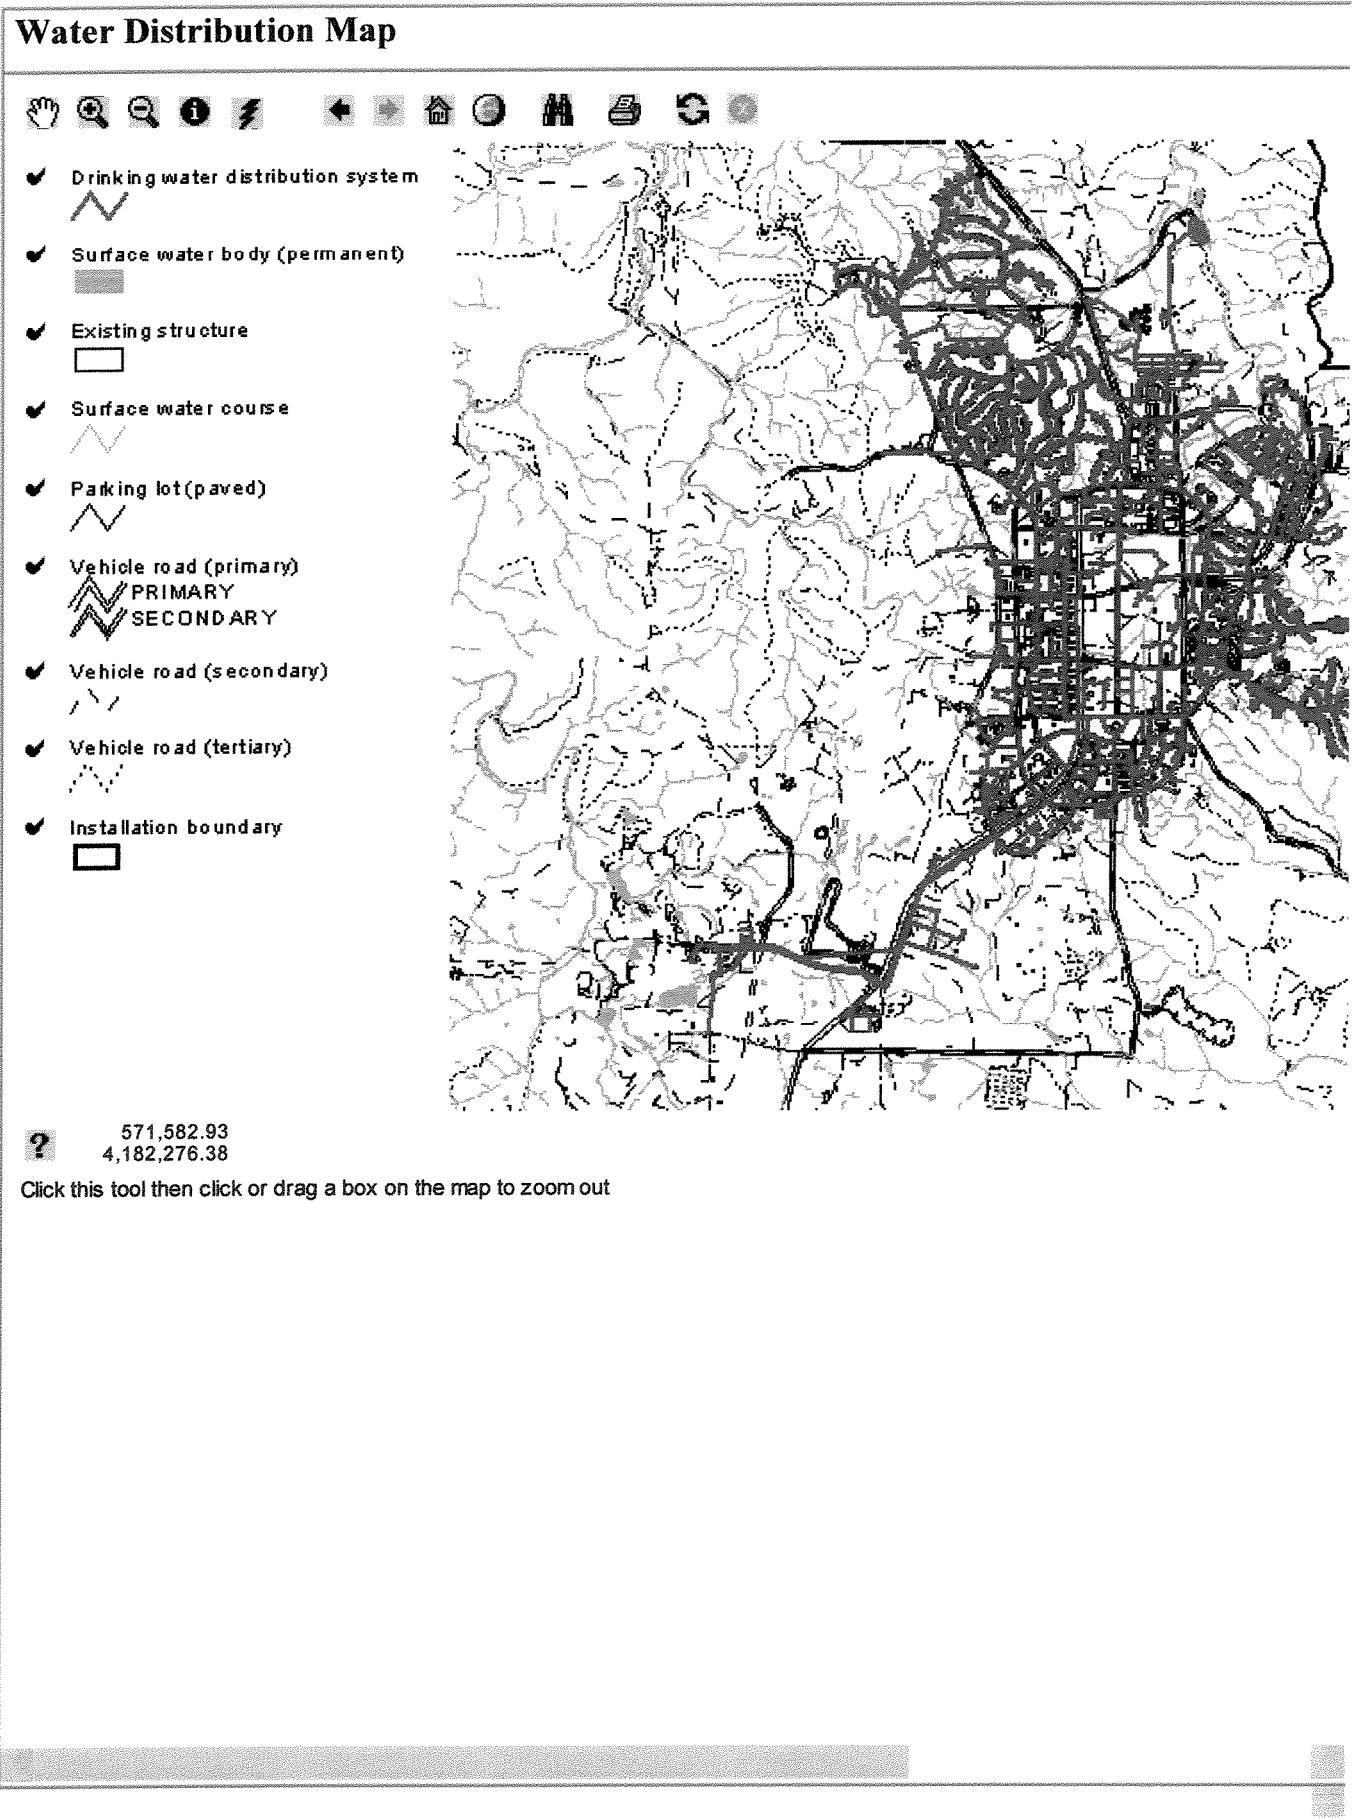 Water Distribution Map
Drinking water distribution system
Surface water body (permanent)
Existing structure
Surface water course
Parking lot (paved)
Vehicle road (primary)
PRIMARY
SECONDARY
Vehicle road (secondary)
Vehicle road (tertiary)
Installation boundary
?
571,582.93
4,182,276.38
Click this tool then click or drag a box on the map to zoom out